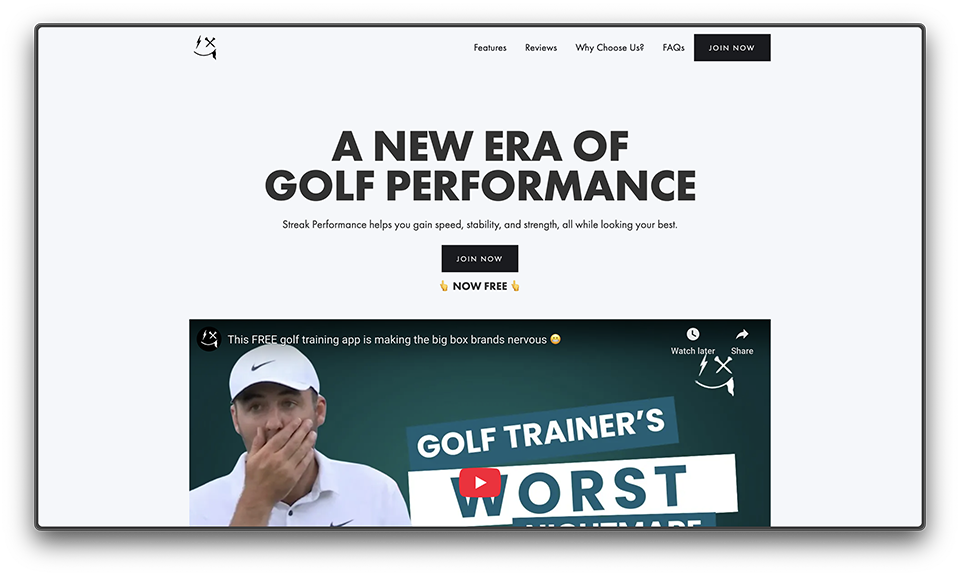 Features Reviews Why Choose Us? FAQs JOIN NOW
A NEW ERA OF
GOLF PERFORMANCE
Streak Performance helps you gain speed, stability, and strength, all while looking your best.
JOIN NOW
👆 NOW FREE 👆
This FREE golf training app is making the big box brands nervous 😬
Watch later Share
GOLF TRAINER'S
WORST
NIGHTMARE